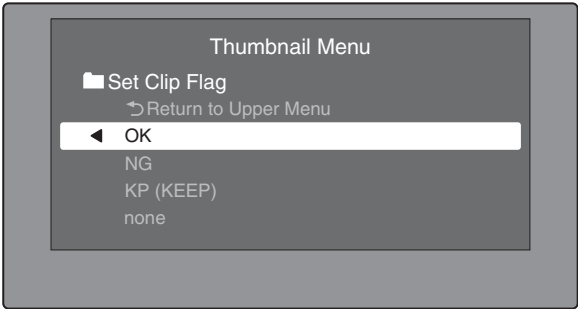 Thumbnail Menu
Set Clip Flag
Return to Upper Menu
OK
NG
KP (KEEP)
none